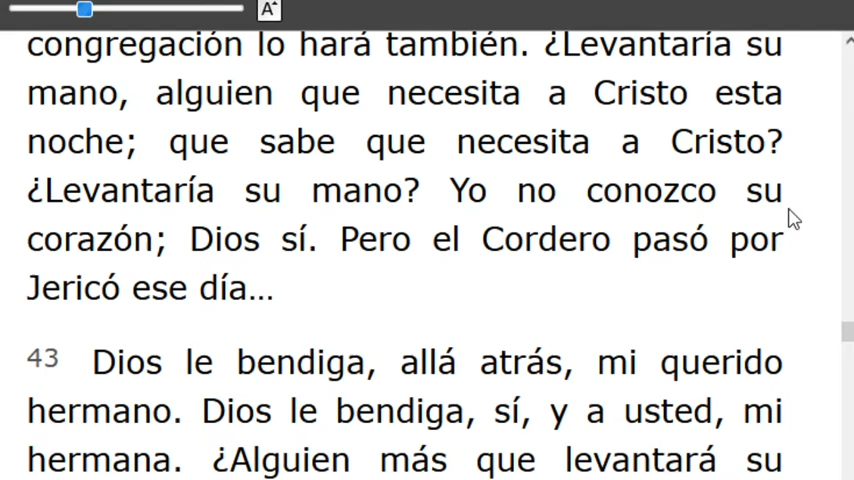 A
congregación lo hará también. ¿Levantaría su
mano, alguien que necesita a Cristo esta
noche; que sabe que necesita a Cristo?
¿Levantaría su mano? Yo no conozco su
corazón; Dios sí. Pero el Cordero pasó por
Jericó ese día...
43 Dios le bendiga, allá atrás, mi querido
hermano. Dios le bendiga, sí, y a usted, mi
hermana. ¿Alguien más que levantará su